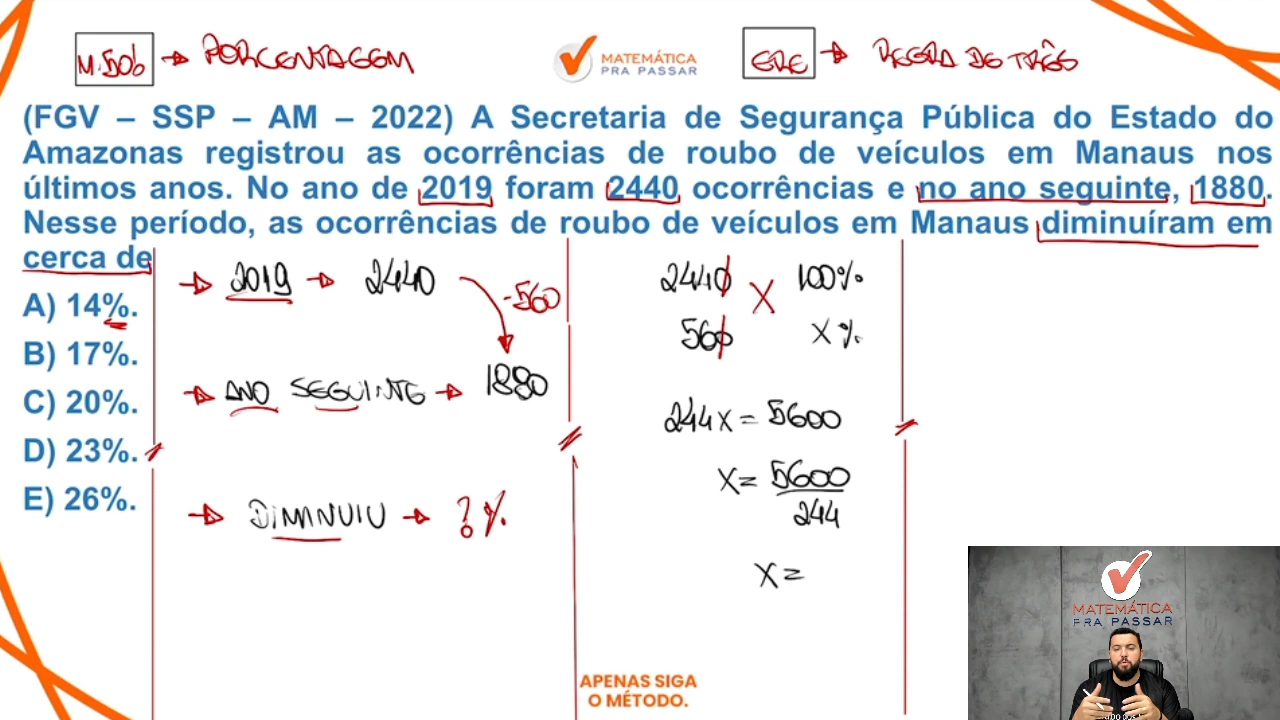 M.506 → PORCENTAGEM
MATEMÁTICA
PRA PASSAR
GRE → REGRA DE TRÊS
(FGV – SSP – AM – 2022) A Secretaria de Segurança Pública do Estado do
Amazonas registrou as ocorrências de roubo de veículos em Manaus nos
últimos anos. No ano de 2019 foram 2440 ocorrências e no ano seguinte, 1880.
Nesse período, as ocorrências de roubo de veículos em Manaus diminuíram em
cerca de
A) 14%.
B) 17%.
C) 20%.
D) 23%.
E) 26%.
→ 2019 → 2440
-560
→ ANO SEGUINTE → 1880
→ DIMINUIU → ?%
2440 X 100%
560 X%
244X = 5600
X = 5600
244
X =
APENAS SIGA
O MÉTODO.
MATEMÁTICA
PRA PASSAR